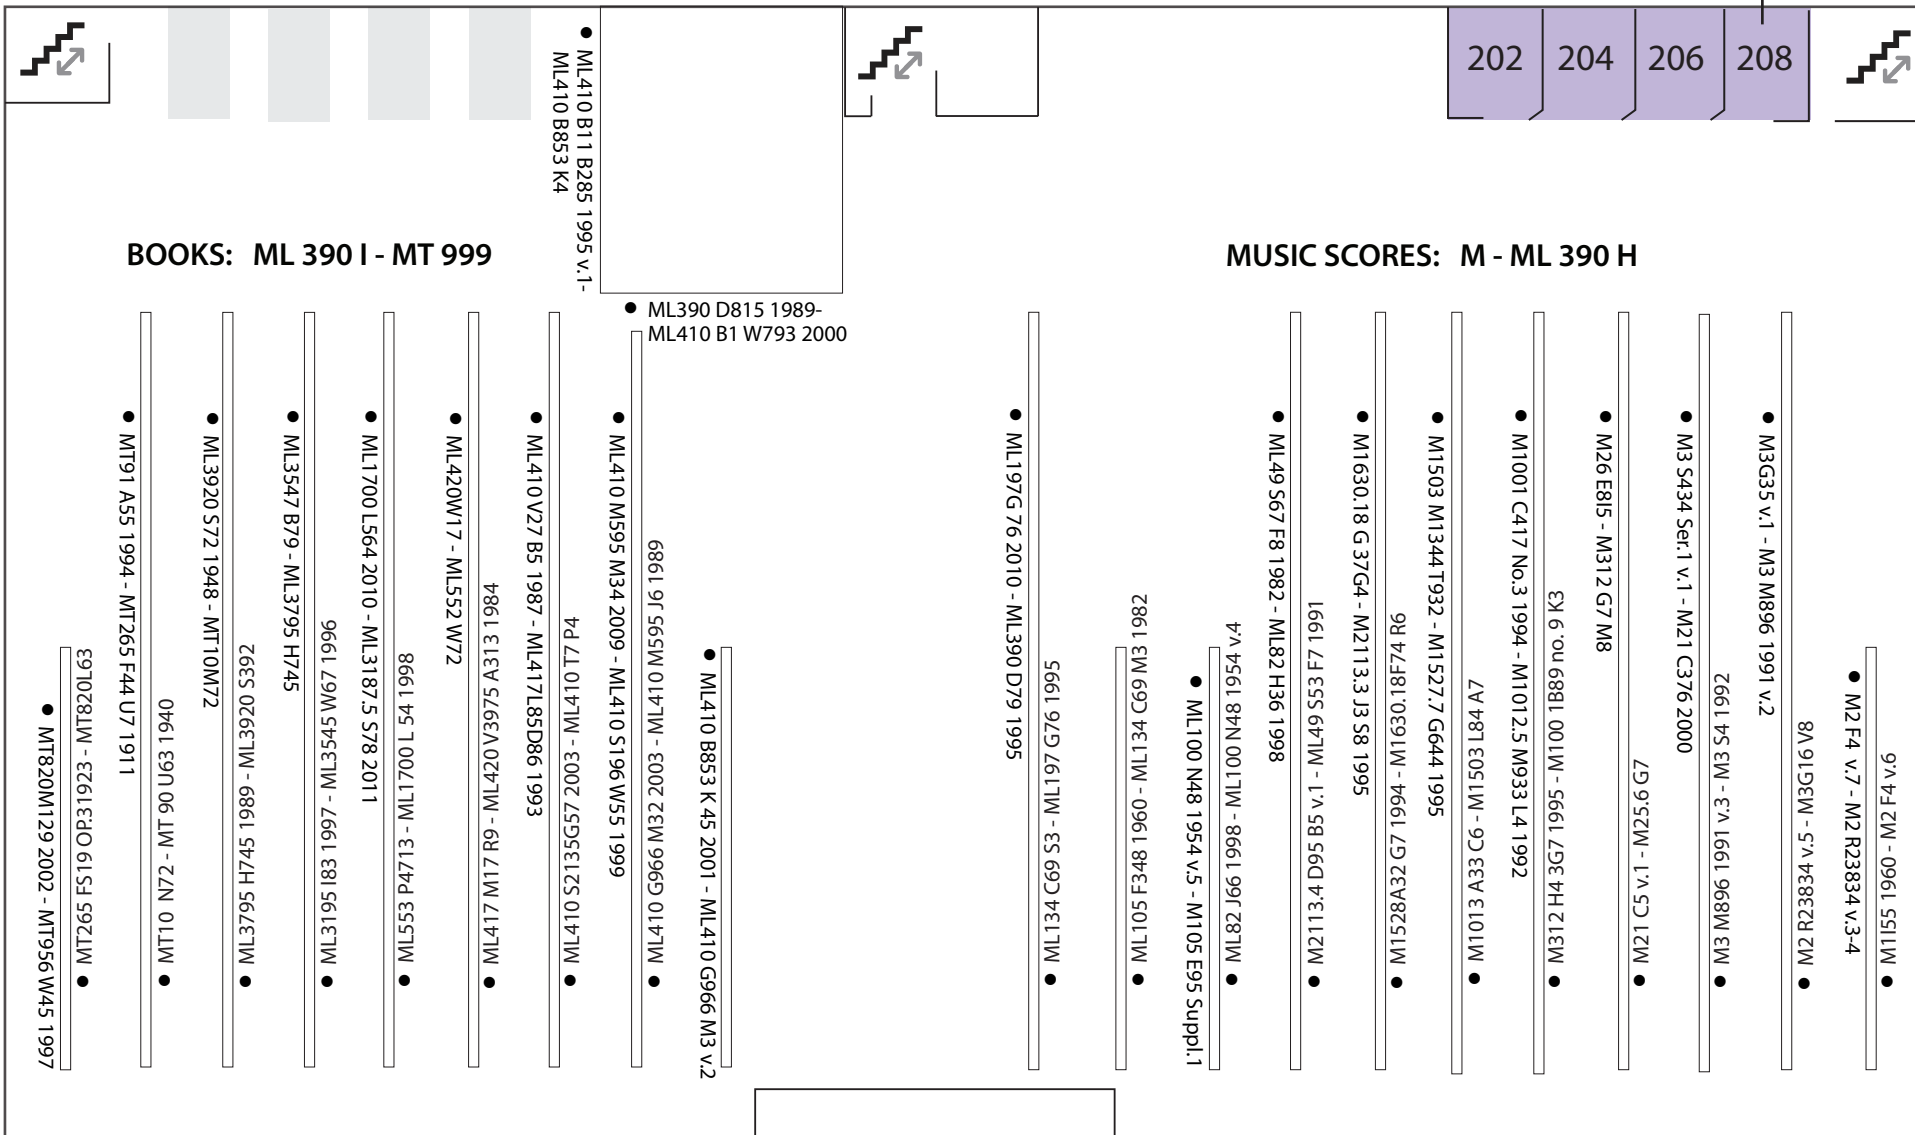 202
204
206
208
ML410 B11 B285 1995 v.1-
ML410 B853 K4
BOOKS: ML 390 I - MT 999
MUSIC SCORES: M - ML 390 H
ML390 D815 1989-
ML410 B1 W793 2000
MT820M129 2002 - MT956 W45 1997
MT265 FS19 OP.31923 - MT820L63
MT91 A55 1994 - MT265 F44 U7 1911
MT10 N72 - MT 90 U63 1940
ML3920 S72 1948 - MT10M72
ML3795 H745 1989 - ML3920 S392
ML3547 B79 - ML3795 H745
ML3195 I83 1997 - ML3545 W67 1996
ML1700 L564 2010 - ML3187.5 S78 2011
ML553 P4713 - ML1700 L 54 1998
ML420W17 - ML552 W72
ML417 M17 R9 - ML420 V3975 A313 1984
ML410 V27 B5 1987 - ML417L85D86 1993
ML410 S2135G57 2003 - ML410 T7 P4
ML410 M595 M34 2009 - ML410 S196 W55 1999
ML410 G966 M32 2003 - ML410 M595 J6 1989
ML410 B853 K 45 2001 - ML410 G966 M3 v.2
ML197G 76 2010 - ML390 D79 1995
ML134 C69 S3 - ML197 G76 1995
ML105 F348 1960 - ML134 C69 M3 1982
ML100 N48 1954 v.5 - M105 E95 Suppl.1
ML82 J66 1998 - ML100 N48 1954 v.4
ML49 S67 F8 1982 - ML82 H36 1998
M2113.4 D95 B5 v.1 - ML49 S53 F7 1991
M1630.18 G 37G4 - M2113.3 J3 S8 1995
M1528A32 G7 1994 - M1630.18F74 R6
M1503 M1344 T932 - M1527.7 G644 1995
M1013 A33 C6 - M1503 L84 A7
M1001 C417 No.3 1994 - M1012.5 M933 L4 1992
M312 H4 3G7 1995 - M100 1B89 no. 9 K3
M26 E8I5 - M312 G7 M8
M21 C5 v.1 - M25.6 G7
M3 S434 Ser.1 v.1 - M21 C376 2000
M3 M896 1991 v.3 - M3 S4 1992
M3G35 v.1 - M3 M896 1991 v.2
M2 R23834 v.5 - M3G16 V8
M2 F4 v.7 - M2 R23834 v.3-4
M1I55 1960 - M2 F4 v.6